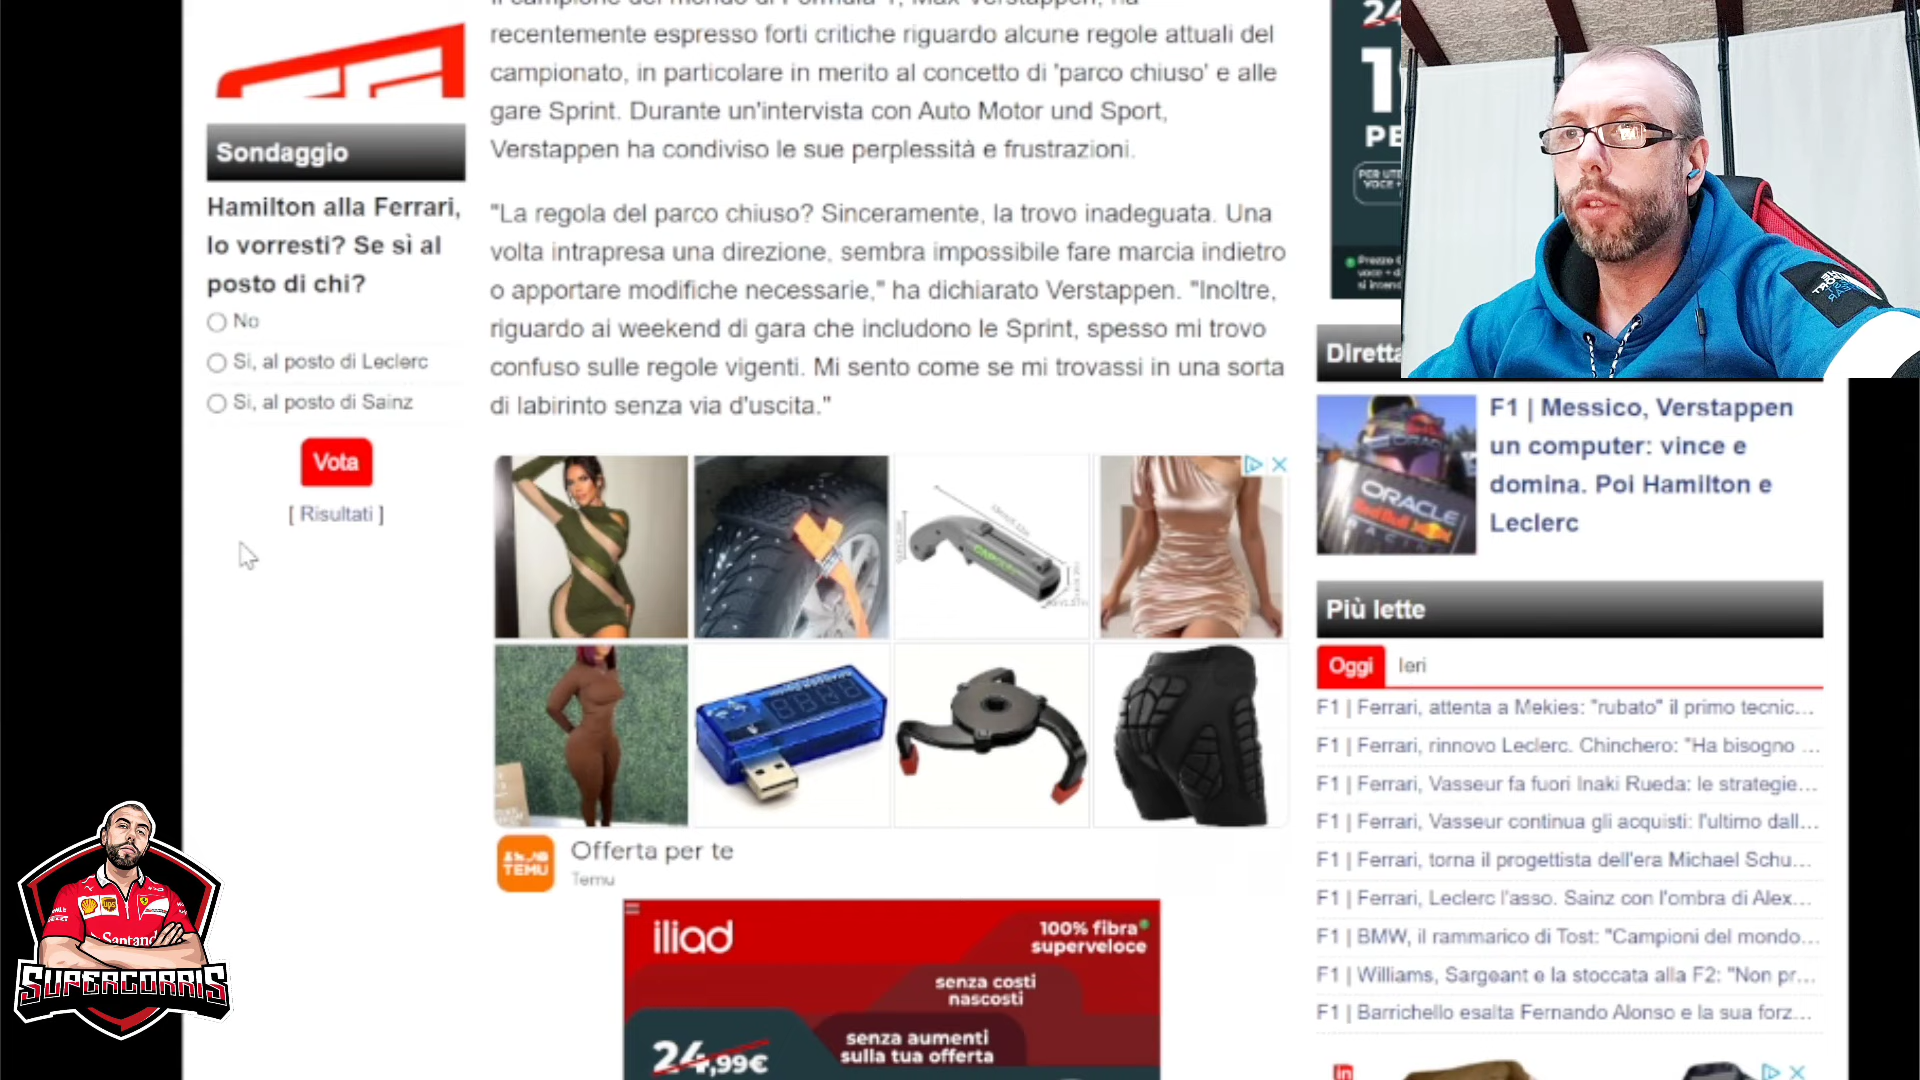 recentemente espresso forti critiche riguardo alcune regole attuali del
campionato, in particolare in merito al concetto di 'parco chiuso' e alle
gare Sprint. Durante un'intervista con Auto Motor und Sport,
Verstappen ha condiviso le sue perplessità e frustrazioni.
"La regola del parco chiuso? Sinceramente, la trovo inadeguata. Una
volta intrapresa una direzione, sembra impossibile fare marcia indietro
o apportare modifiche necessarie," ha dichiarato Verstappen. "Inoltre,
riguardo ai weekend di gara che includono le Sprint, spesso mi trovo
confuso sulle regole vigenti. Mi sento come se mi trovassi in una sorta
di labirinto senza via d'uscita."
Sondaggio
Hamilton alla Ferrari,
lo vorresti? Se sì al
posto di chi?
No
Si, al posto di Leclerc
Si, al posto di Sainz
Vota
[ Risultati ]
TEMU
Offerta per te
Temu
iliad
100% fibra
superveloce
senza costi
nascosti
senza aumenti
sulla tua offerta
24,99€
Diretta
F1 | Messico, Verstappen
un computer: vince e
domina. Poi Hamilton e
Leclerc
ORACLE
Red Bull
RACING
Più lette
Oggi Ieri
F1 | Ferrari, attenta a Mekies: "rubato" il primo tecnic...
F1 | Ferrari, rinnovo Leclerc. Chinchero: "Ha bisogno ...
F1 | Ferrari, Vasseur fa fuori Inaki Rueda: le strategie...
F1 | Ferrari, Vasseur continua gli acquisti: l'ultimo dall...
F1 | Ferrari, torna il progettista dell'era Michael Schu...
F1 | Ferrari, Leclerc l'asso. Sainz con l'ombra di Alex...
F1 | BMW, il rammarico di Tost: "Campioni del mondo...
F1 | Williams, Sargeant e la stoccata alla F2: "Non pr...
F1 | Barrichello esalta Fernando Alonso e la sua forz...
ups
Santand
SUPERCORRIS